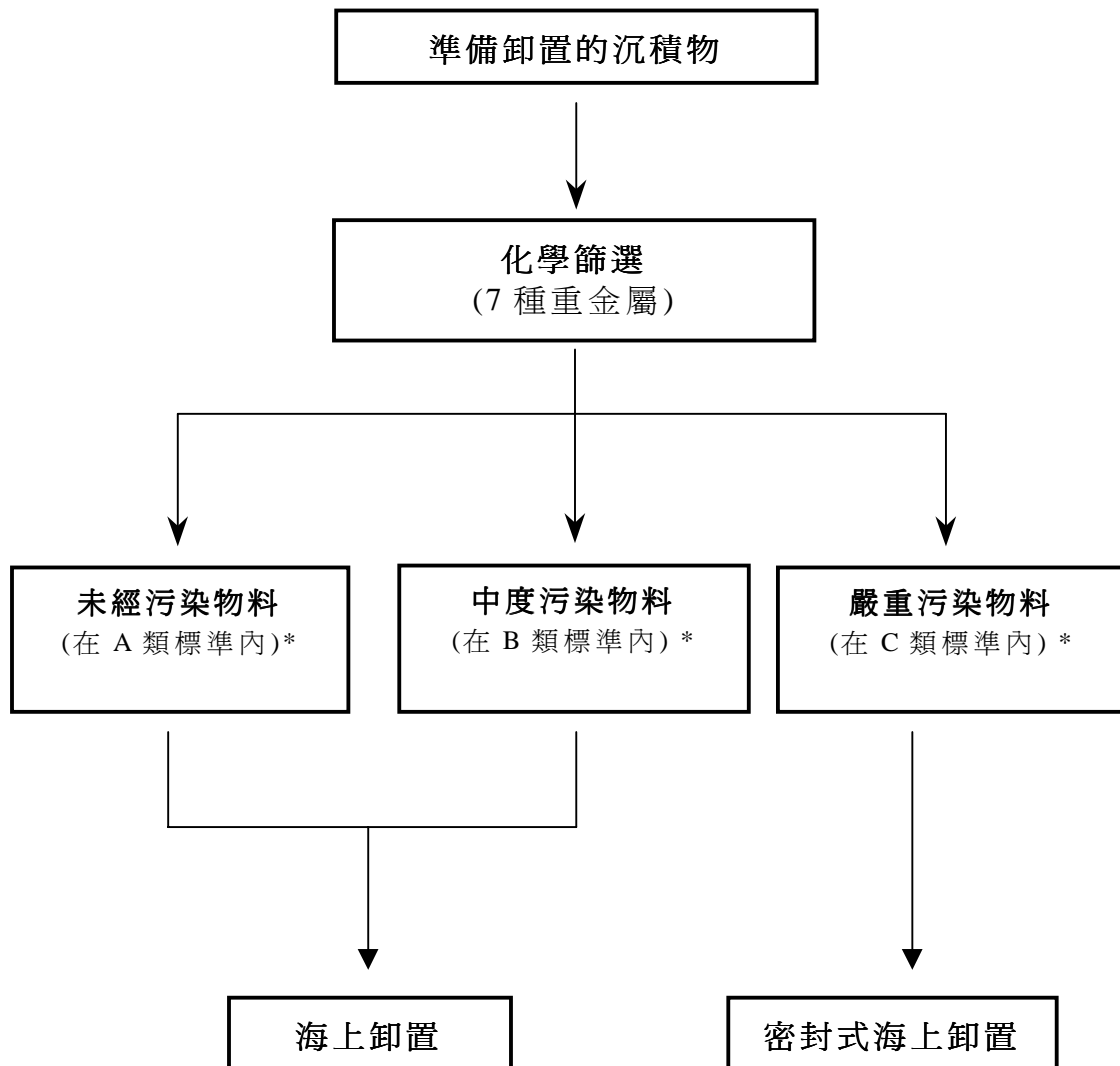 準備卸置的沉積物
化學篩選
(7 種重金屬)
未經污染物料
(在 A 類標準內)*
中度污染物料
(在 B 類標準內) *
嚴重污染物料
(在 C 類標準內) *
海上卸置
密封式海上卸置